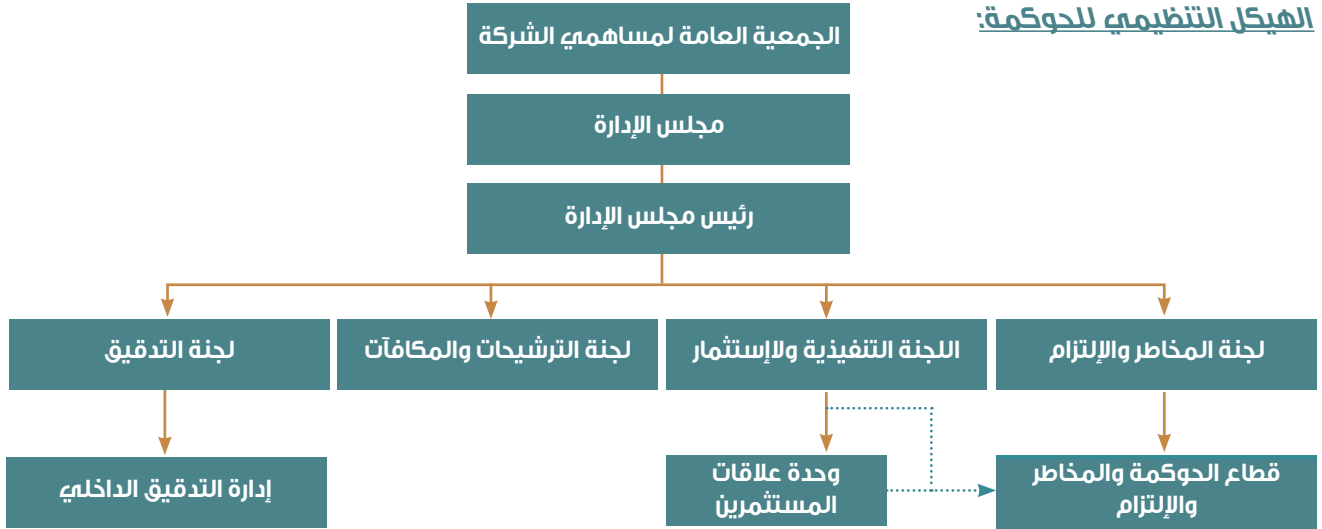 الهيكل التنظيمي للحوكمة:
الجمعية العامة لمساهمي الشركة
مجلس الإدارة
رئيس مجلس الإدارة
لجنة المخاطر والإلتزام
اللجنة التنفيذية ولاإستثمار
لجنة الترشيحات والمكافآت
لجنة التدقيق
قطاع الحوكمة والمخاطر
والإلتزام
وحدة علاقات
المستثمرين
إدارة التدقيق الداخلي